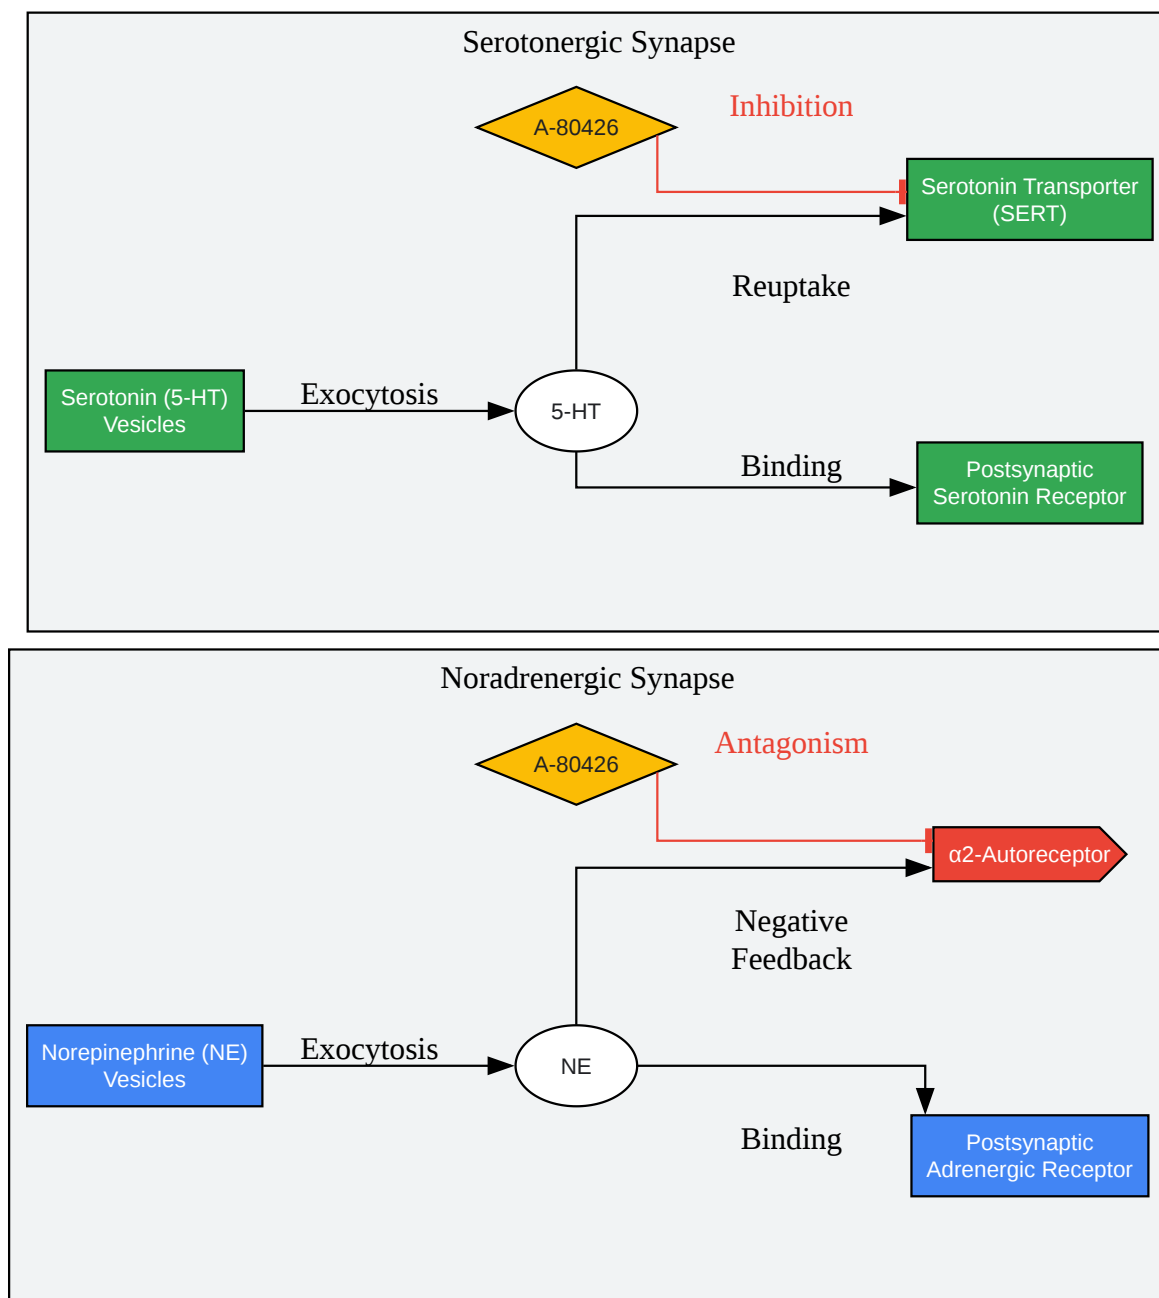 Serotonergic Synapse
A-80426
Inhibition
Serotonin Transporter
(SERT)
Reuptake
Serotonin (5-HT)
Vesicles
Exocytosis
5-HT
Binding
Postsynaptic
Serotonin Receptor
Noradrenergic Synapse
A-80426
Antagonism
α2-Autoreceptor
Negative
Feedback
Norepinephrine (NE)
Vesicles
Exocytosis
NE
Binding
Postsynaptic
Adrenergic Receptor